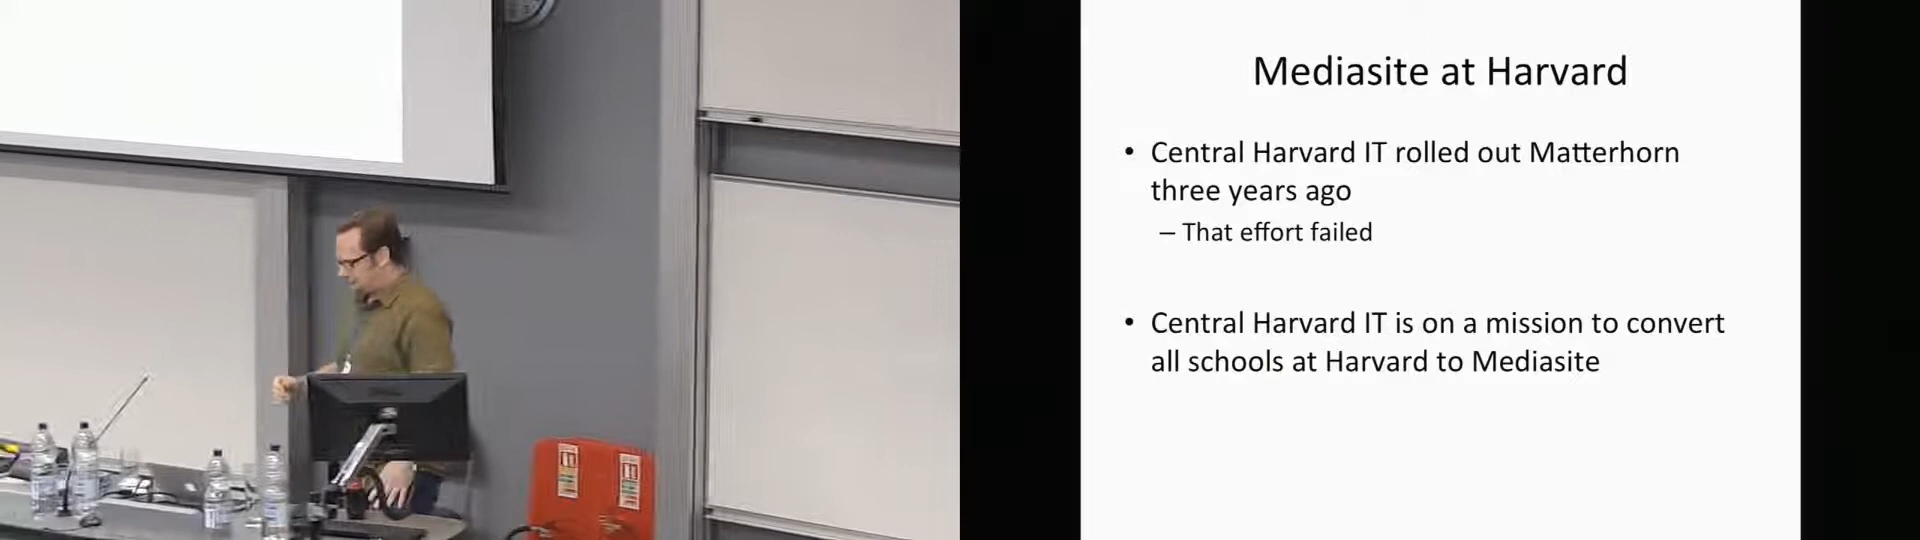 Mediasite at Harvard
• Central Harvard IT rolled out Matterhorn
three years ago
– That effort failed
• Central Harvard IT is on a mission to convert
all schools at Harvard to Mediasite